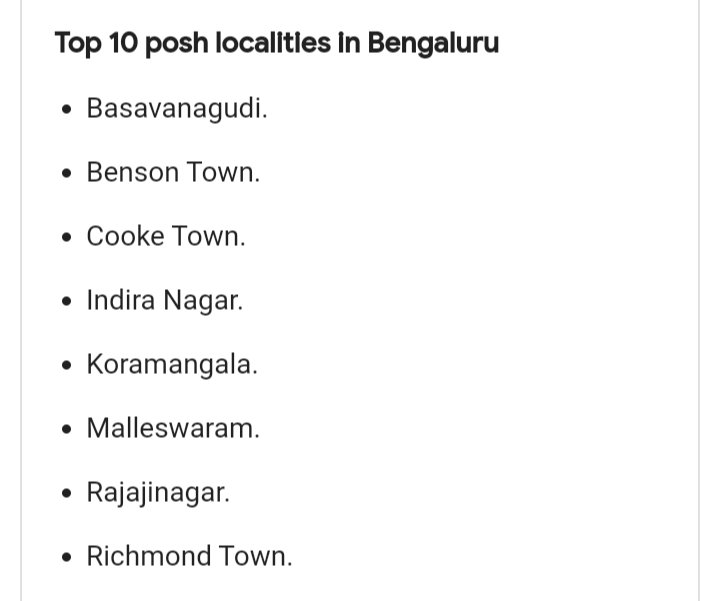 Top 10 posh localities in Bengaluru
• Basavanagudi.
• Benson Town.
• Cooke Town.
• Indira Nagar.
• Koramangala.
• Malleswaram.
• Rajajinagar.
• Richmond Town.